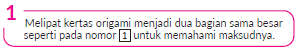 1
Melipat kertas origami menjadi dua bagian sama besar
seperti pada nomor 1 untuk memahami maksudnya.